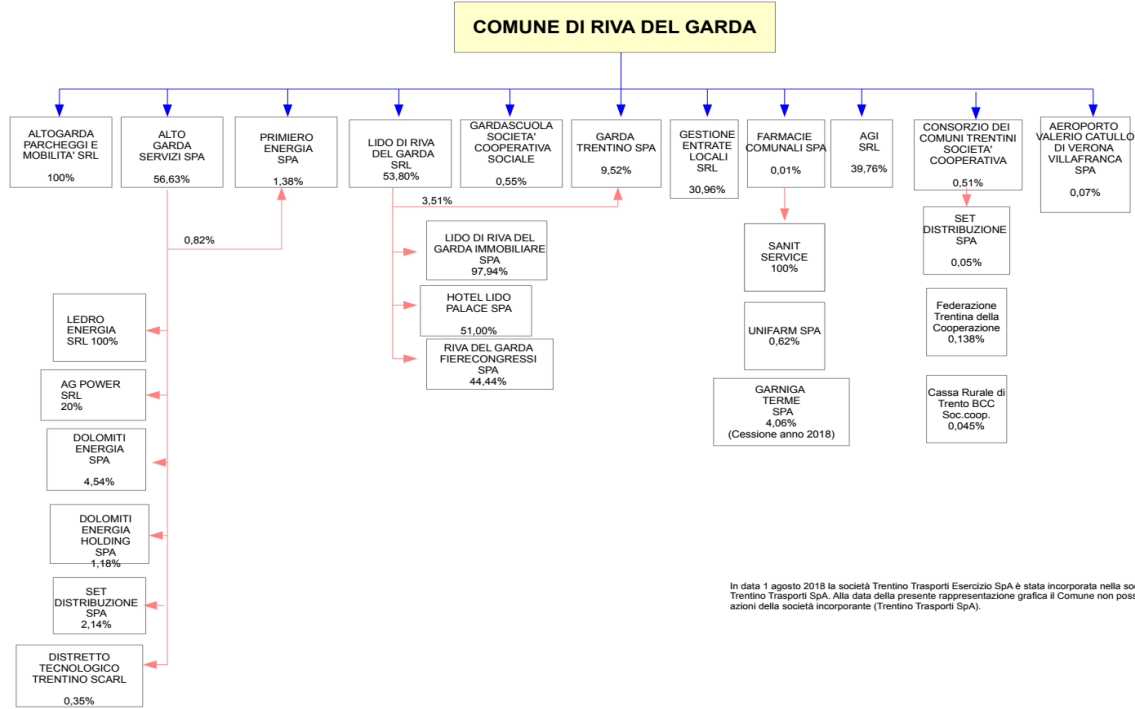 COMUNE DI RIVA DEL GARDA
ALTOGARDA
PARCHEGGI E
MOBILITA' SRL
100%
ALTO
GARDA
SERVIZI SPA
56,63%
PRIMIERO
ENERGIA
SPA
1,38%
LIDO DI RIVA
DEL GARDA
SRL
53,80%
GARDASCUOLA
SOCIETA'
COOPERATIVA
SOCIALE
0,55%
GARDA
TRENTINO SPA
9,52%
GESTIONE
ENTRATE
LOCALI
SRL
30,96%
FARMACIE
COMUNALI SPA
0,01%
AGI
SRL
39,76%
CONSORZIO DEI
COMUNI TRENTINI
SOCIETA'
COOPERATIVA
0,51%
AEROPORTO
VALERIO CATULLO
DI VERONA
VILLAFRANCA
SPA
0,07%
0,82%
3,51%
LEDRO
ENERGIA
SRL 100%
AG POWER
SRL
20%
DOLOMITI
ENERGIA
SPA
4,54%
DOLOMITI
ENERGIA
HOLDING
SPA
1,18%
SET
DISTRIBUZIONE
SPA
2,14%
DISTRETTO
TECNOLOGICO
TRENTINO SCARL
0,35%
LIDO DI RIVA DEL
GARDA IMMOBILIARE
SPA
97,94%
HOTEL LIDO
PALACE SPA
51,00%
RIVA DEL GARDA
FIERECONGRESSI
SPA
44,44%
SANIT
SERVICE
100%
UNIFARM SPA
0,62%
GARNIGA
TERME
SPA
4,06%
(Cessione anno 2018)
SET
DISTRIBUZIONE
SPA
0,05%
Federazione
Trentina della
Cooperazione
0,138%
Cassa Rurale di
Trento BCC
Soc.coop.
0,045%
In data 1 agosto 2018 la società Trentino Trasporti Esercizio SpA è stata incorporata nella
Trentino Trasporti SpA. Alla data della presente rappresentazione grafica il Comune non
azioni della società incorporante (Trentino Trasporti SpA).